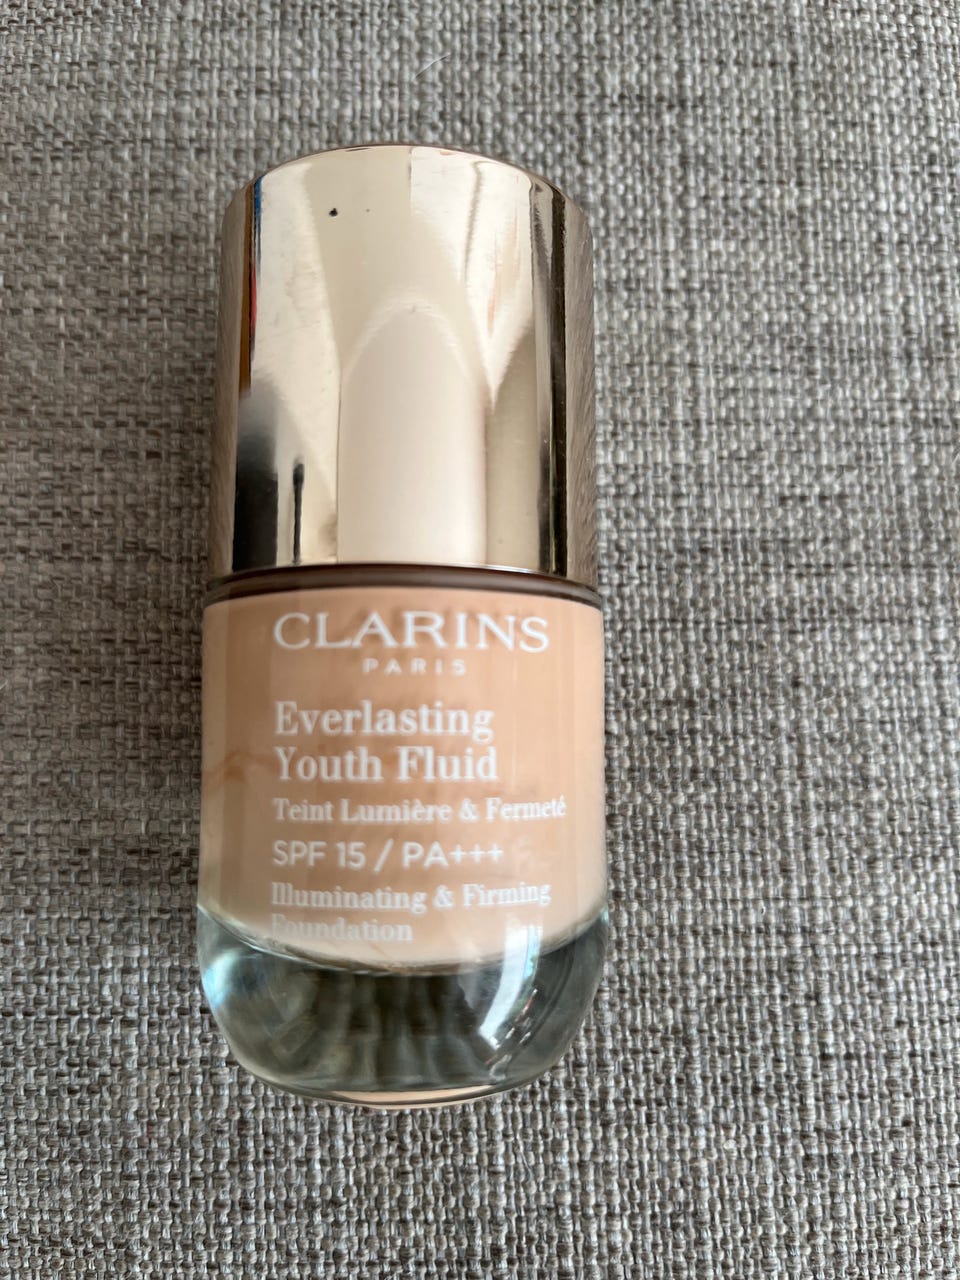 CLARINS
PARIS
Everlasting
Youth Fluid
Teint Lumière & Fermeté
SPF 15 / PA+++
Illuminating & Firming
Foundation